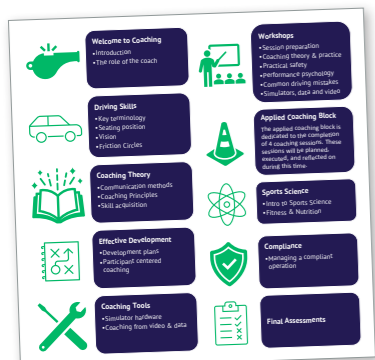 Welcome to Coaching
•Introduction
•The role of the coach
Driving Skills
•Key terminology
•Seating position
•Vision
•Friction Circles
Coaching Theory
•Communication methods
•Coaching Principles
•Skill acquisition
Effective Development
•Development plans
•Participant centered
coaching
Coaching Tools
•Simulator hardware
•Coaching from video & data
Workshops
•Session preparation
•Coaching theory & practice
•Practical safety
•Performance psychology
•Common driving mistakes
•Simulators, data and video
Applied Coaching Block
The applied coaching block is
dedicated to the completion
of 4 coaching sessions. These
sessions will be planned,
executed, and reflected on
during this time.
Sports Science
•Intro to Sports Science
•Fitness & Nutrition
Compliance
•Managing a compliant
operation
Final Assessments